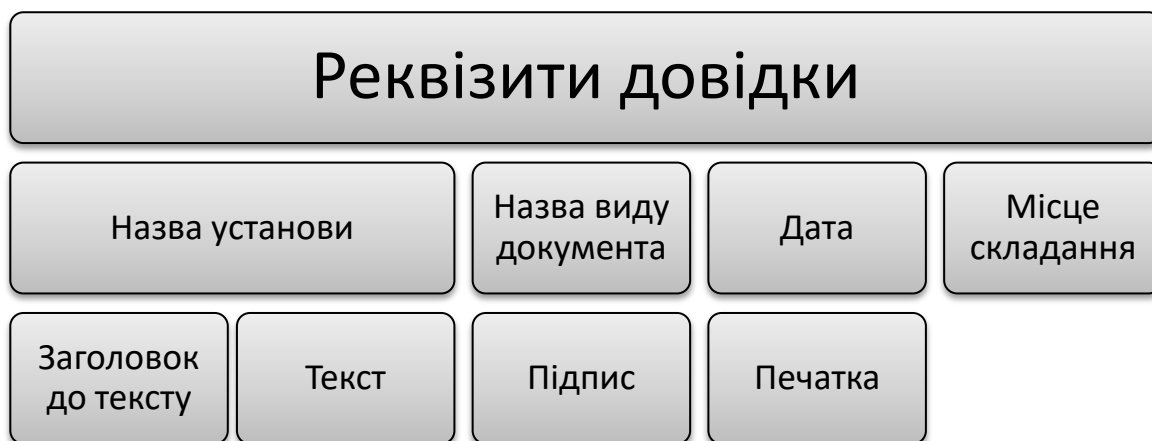 Реквізити довідки
Назва установи
Назва виду
документа
Дата
Місце
складання
Заголовок
до тексту
Текст
Підпис
Печатка